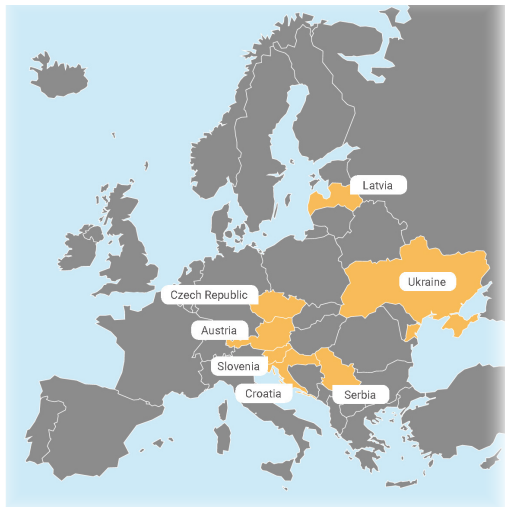 Latvia
Ukraine
Czech Republic
Austria
Slovenia
Croatia
Serbia